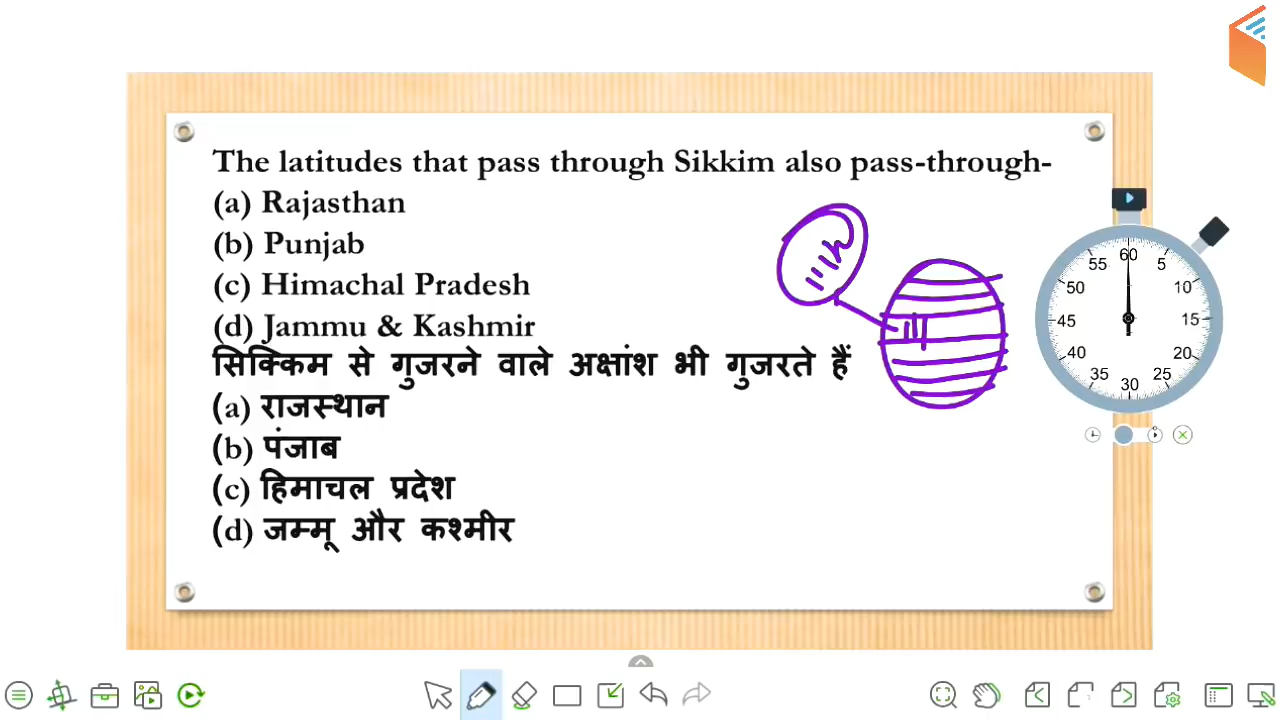 The latitudes that pass through Sikkim also pass-through-
(a) Rajasthan
(b) Punjab
(c) Himachal Pradesh
(d) Jammu & Kashmir
सिक्किम से गुजरने वाले अक्षांश भी गुजरते हैं
(a) राजस्थान
(b) पंजाब
(c) हिमाचल प्रदेश
(d) जम्मू और कश्मीर
60
55 5
50 10
45 15
40 20
35 25
30